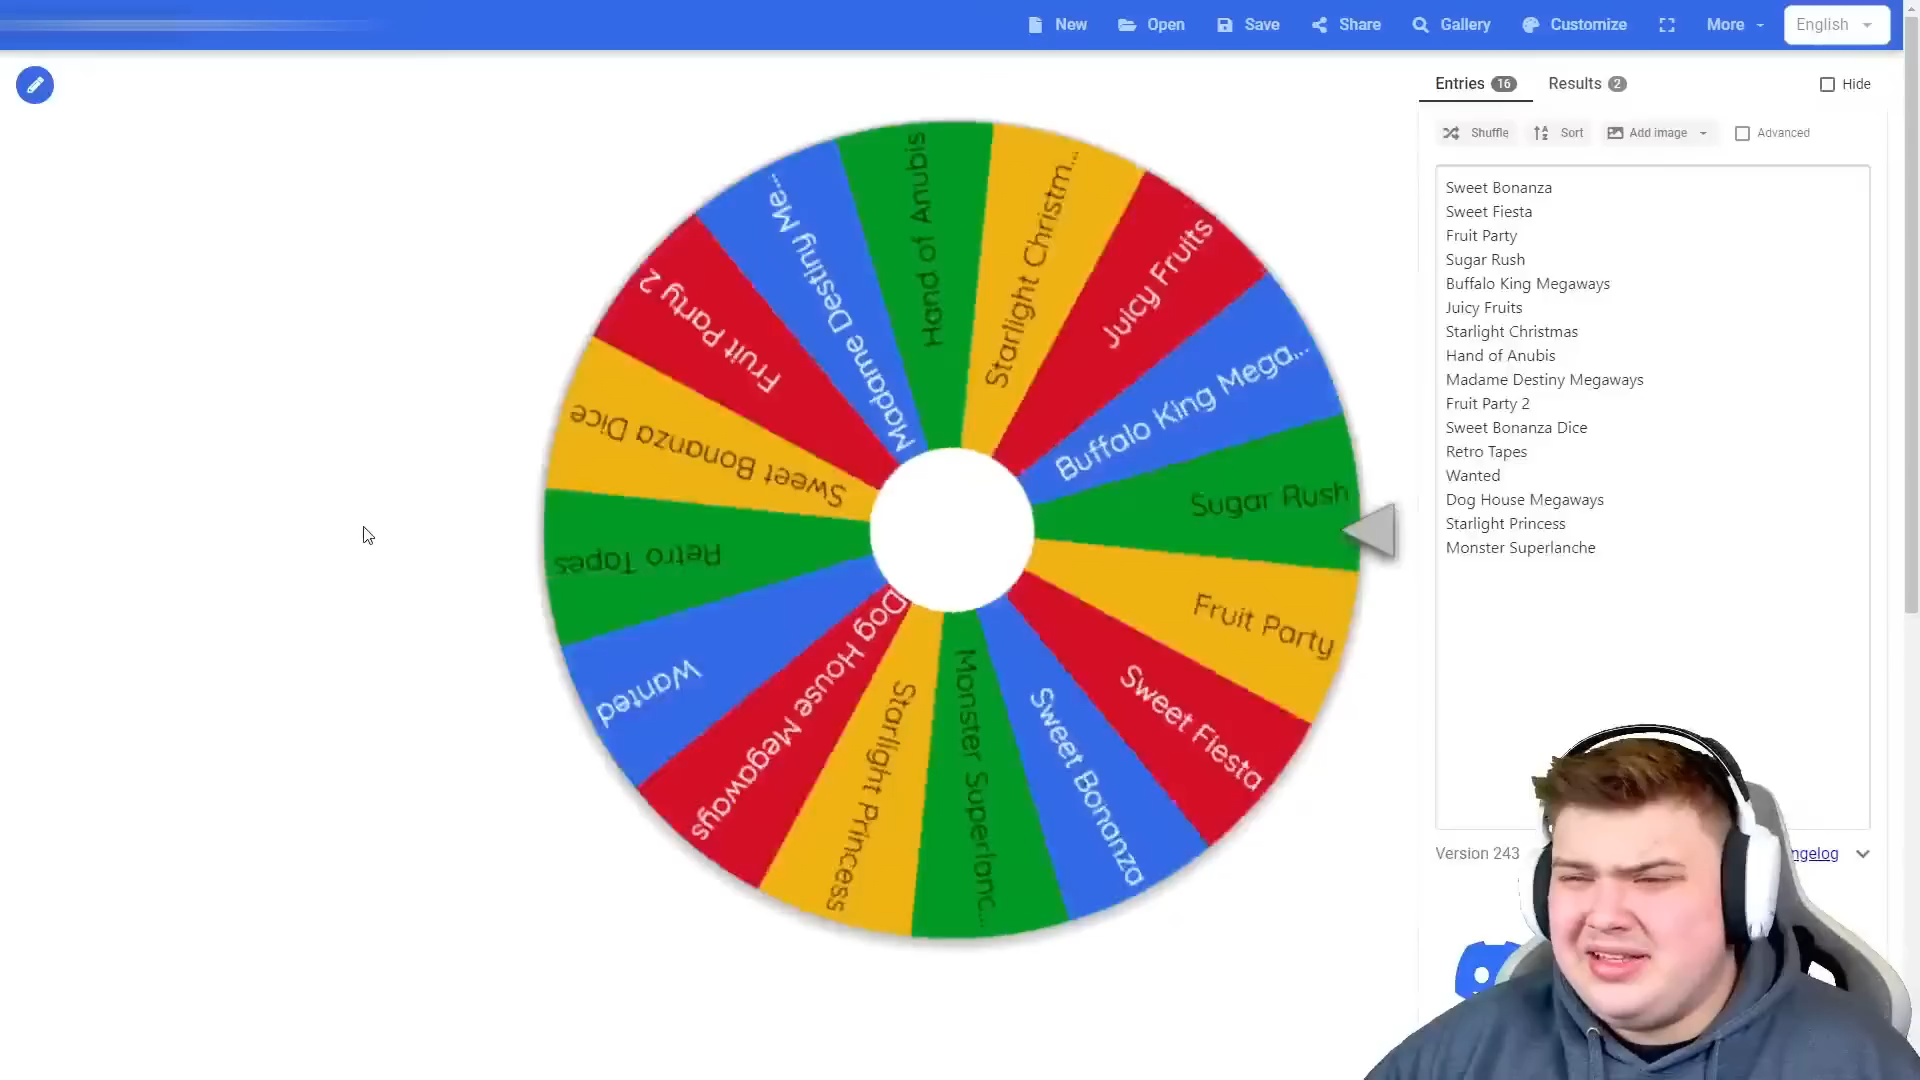 New
Open
Save
Share
Gallery
Customize
More
English
Entries 16
Results 2
Hide
Shuffle
Sort
Add image
Advanced
Sweet Bonanza
Sweet Fiesta
Fruit Party
Sugar Rush
Buffalo King Megaways
Juicy Fruits
Starlight Christmas
Hand of Anubis
Madame Destiny Megaways
Fruit Party 2
Sweet Bonanza Dice
Retro Tapes
Wanted
Dog House Megaways
Starlight Princess
Monster Superlanche
Version 243
ngelog
Hand of Anubis
Starlight Christm...
Juicy Fruits
Buffalo King Mega...
Sugar Rush
Fruit Party
Sweet Fiesta
Sweet Bonanza
Monster Superlanc...
Starlight Princess
Dog House Megaways
Wanted
Retro Tapes
Sweet Bonanza Dice
Fruit Party 2
Madame Destiny Me...